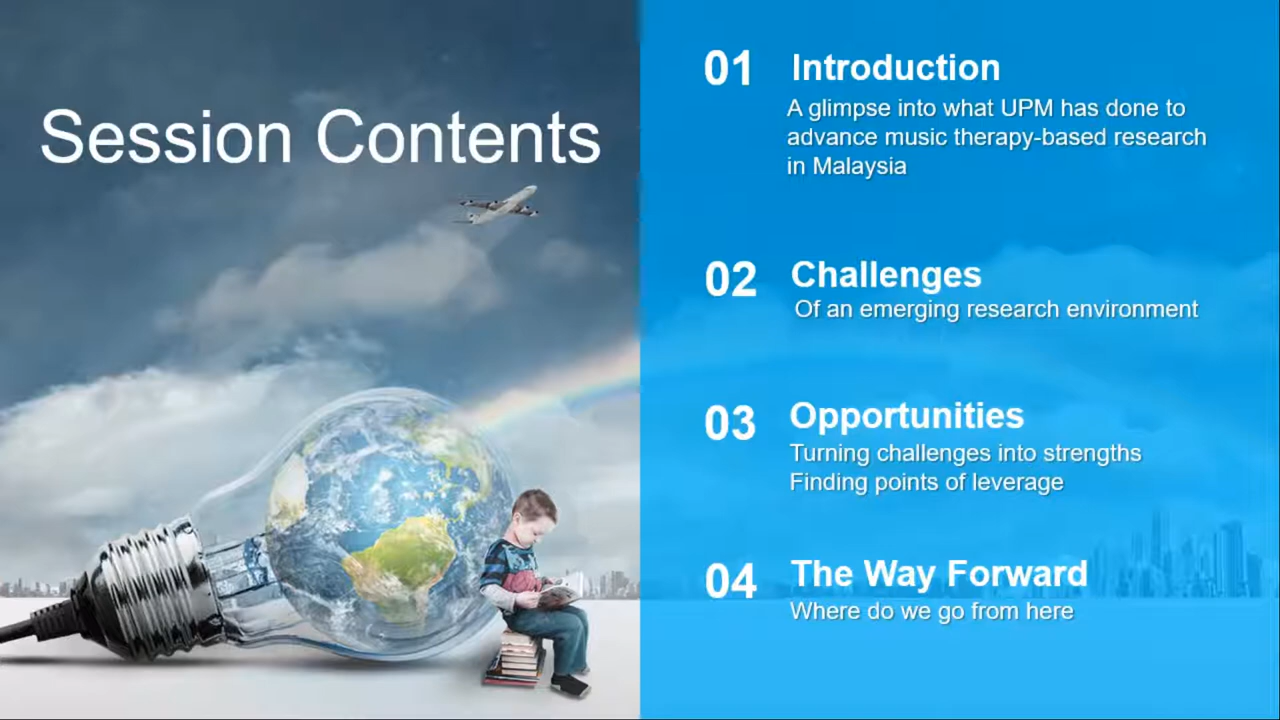 Session Contents
01 Introduction
A glimpse into what UPM has done to
advance music therapy-based research
in Malaysia
02 Challenges
Of an emerging research environment
03 Opportunities
Turning challenges into strengths
Finding points of leverage
04 The Way Forward
Where do we go from here